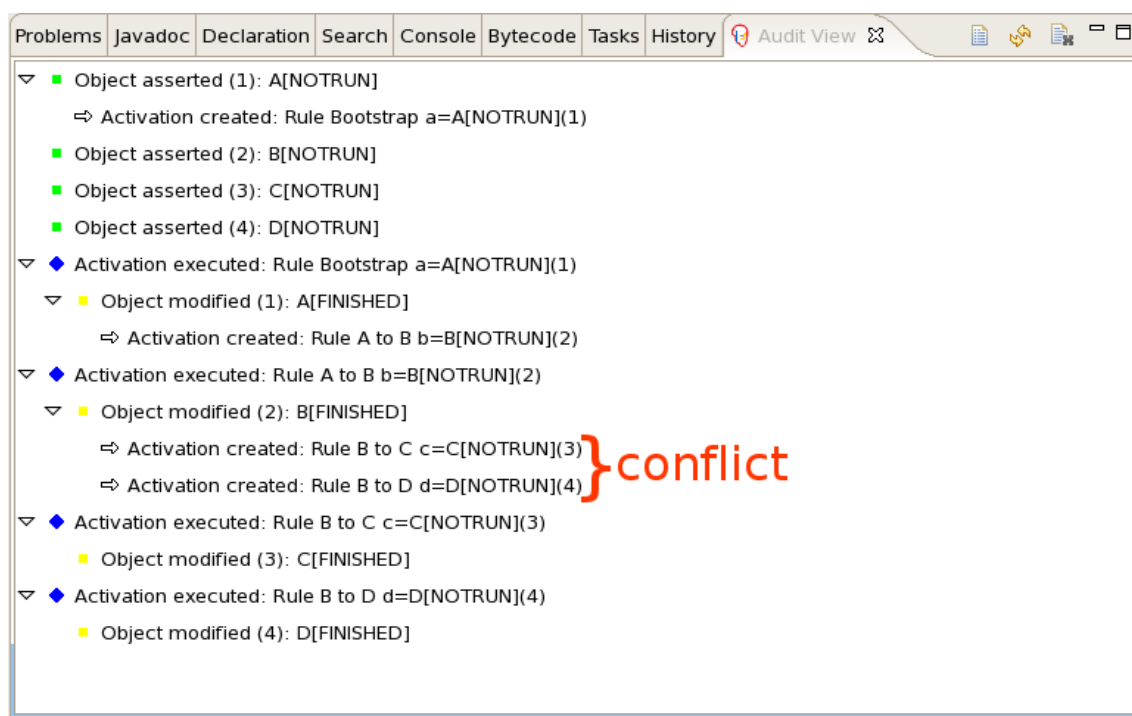 Problems Javadoc Declaration Search Console Bytecode Tasks History Audit View
Object asserted (1): A[NOTRUN]
Activation created: Rule Bootstrap a=A[NOTRUN](1)
Object asserted (2): B[NOTRUN]
Object asserted (3): C[NOTRUN]
Object asserted (4): D[NOTRUN]
Activation executed: Rule Bootstrap a=A[NOTRUN](1)
Object modified (1): A[FINISHED]
Activation created: Rule A to B b=B[NOTRUN](2)
Activation executed: Rule A to B b=B[NOTRUN](2)
Object modified (2): B[FINISHED]
Activation created: Rule B to C c=C[NOTRUN](3)
conflict
Activation created: Rule B to D d=D[NOTRUN](4)
Activation executed: Rule B to C c=C[NOTRUN](3)
Object modified (3): C[FINISHED]
Activation executed: Rule B to D d=D[NOTRUN](4)
Object modified (4): D[FINISHED]